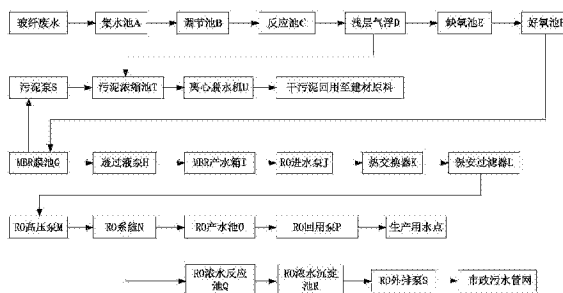 玻纤废水
集水池A
调节池B
反应池C
浅层气浮D
缺氧池E
好氧池F
污泥泵S
污泥浓缩池T
离心脱水机U
干污泥回用至建材原料
MBR膜池G
透过液泵H
MBR产水箱I
RO进水泵J
热交换器K
保安过滤器L
RO高压泵M
RO系统N
RO产水池O
RO回用泵P
生产用水点
RO浓水反应
池Q
RO浓水沉淀
池R
RO外排泵S
市政污水管网